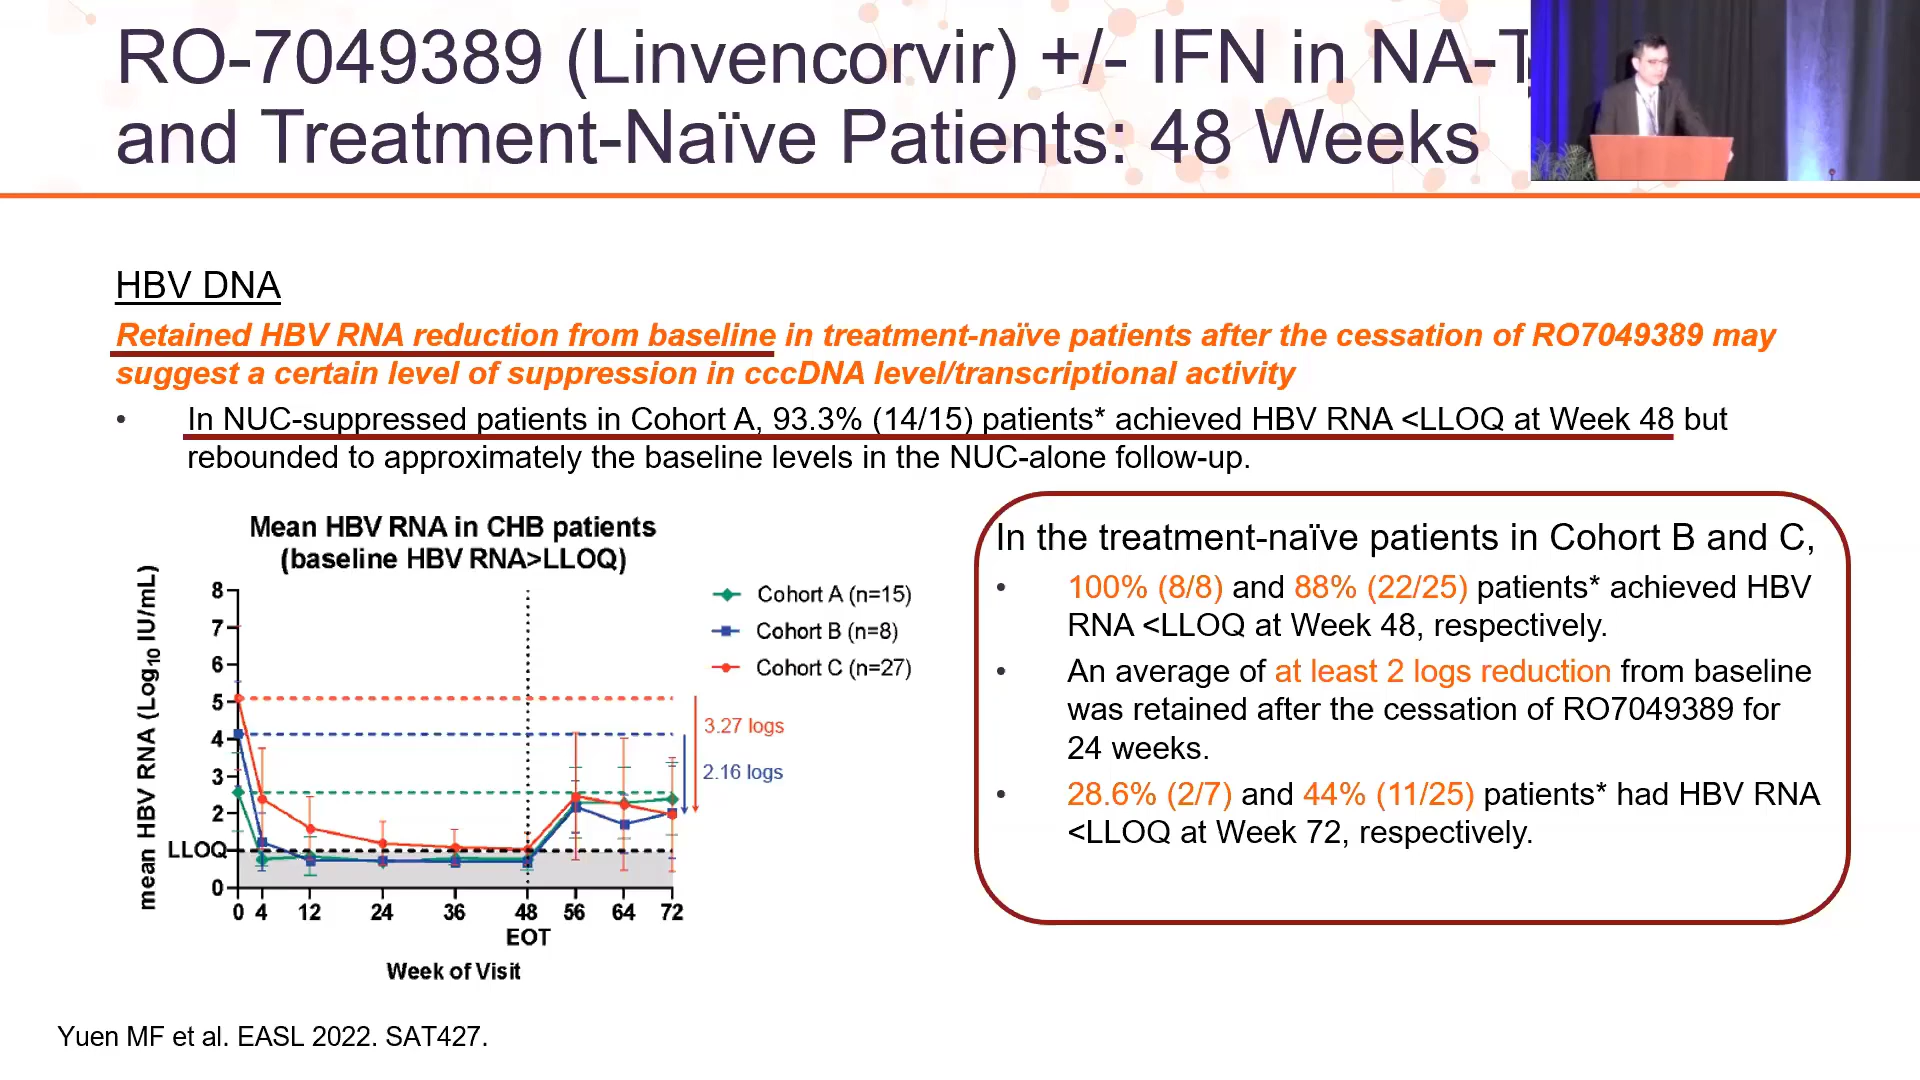 RO-7049389 (Linvencorvir) +/- IFN in NA-
and Treatment-Naïve Patients: 48 Weeks
HBV DNA
Retained HBV RNA reduction from baseline in treatment-naïve patients after the cessation of RO7049389 may
suggest a certain level of suppression in cccDNA level/transcriptional activity
• In NUC-suppressed patients in Cohort A, 93.3% (14/15) patients* achieved HBV RNA <LLOQ at Week 48 but
rebounded to approximately the baseline levels in the NUC-alone follow-up.
Mean HBV RNA in CHB patients
(baseline HBV RNA>LLOQ)
mean HBV RNA (Log10 IU/mL)
8
7
6
5
4
3
2
LLOQ
0
0 4 12 24 36 48 56 64 72
EOT
Week of Visit
Cohort A (n=15)
Cohort B (n=8)
Cohort C (n=27)
3.27 logs
2.16 logs
In the treatment-naïve patients in Cohort B and C,
• 100% (8/8) and 88% (22/25) patients* achieved HBV
RNA <LLOQ at Week 48, respectively.
• An average of at least 2 logs reduction from baseline
was retained after the cessation of RO7049389 for
24 weeks.
• 28.6% (2/7) and 44% (11/25) patients* had HBV RNA
<LLOQ at Week 72, respectively.
Yuen MF et al. EASL 2022. SAT427.